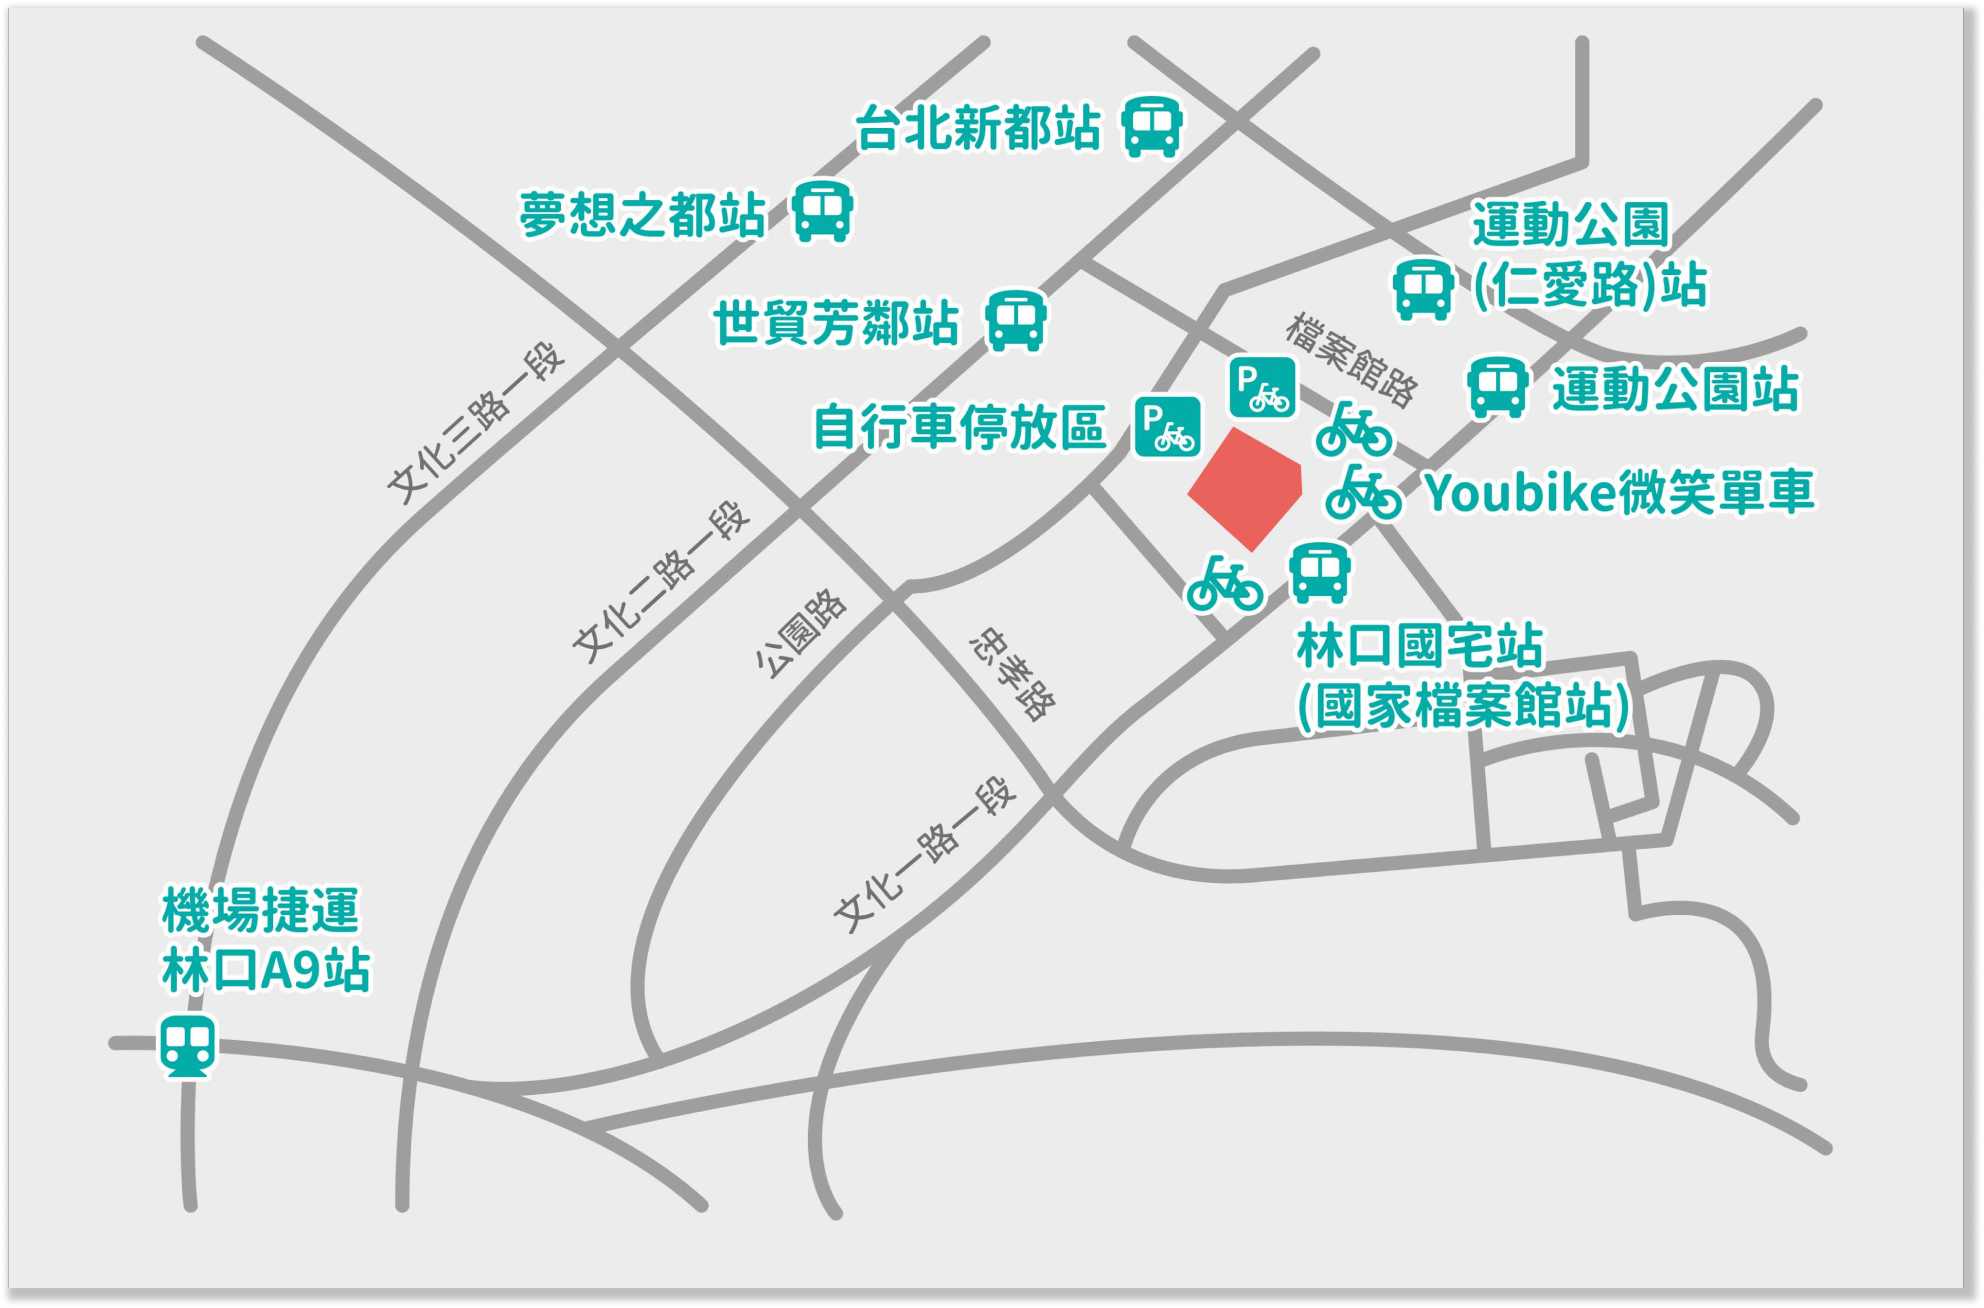 台北新都站
夢想之都站
運動公園
(仁愛路)站
世貿芳鄰站
檔案館路
文化三路一段
P
運動公園站
自行車停放區
P
Youbike微笑單車
文化二路一段
公園路
忠孝路
林口國宅站
(國家檔案館站)
文化一路一段
機場捷運
林口A9站